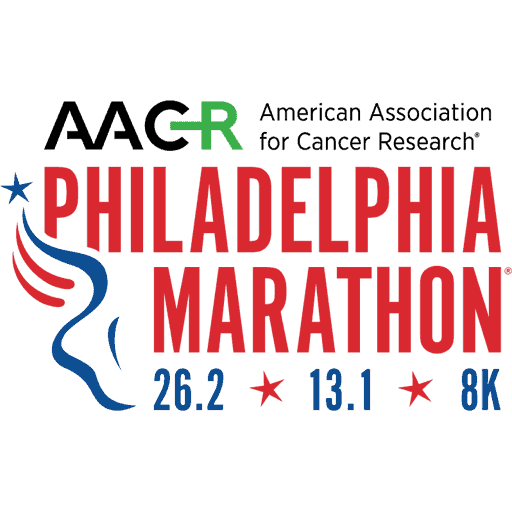 AACR American Association
for Cancer Research®
PHILADELPHIA
MARATHON®
26.2 ★ 13.1 ★ 8K